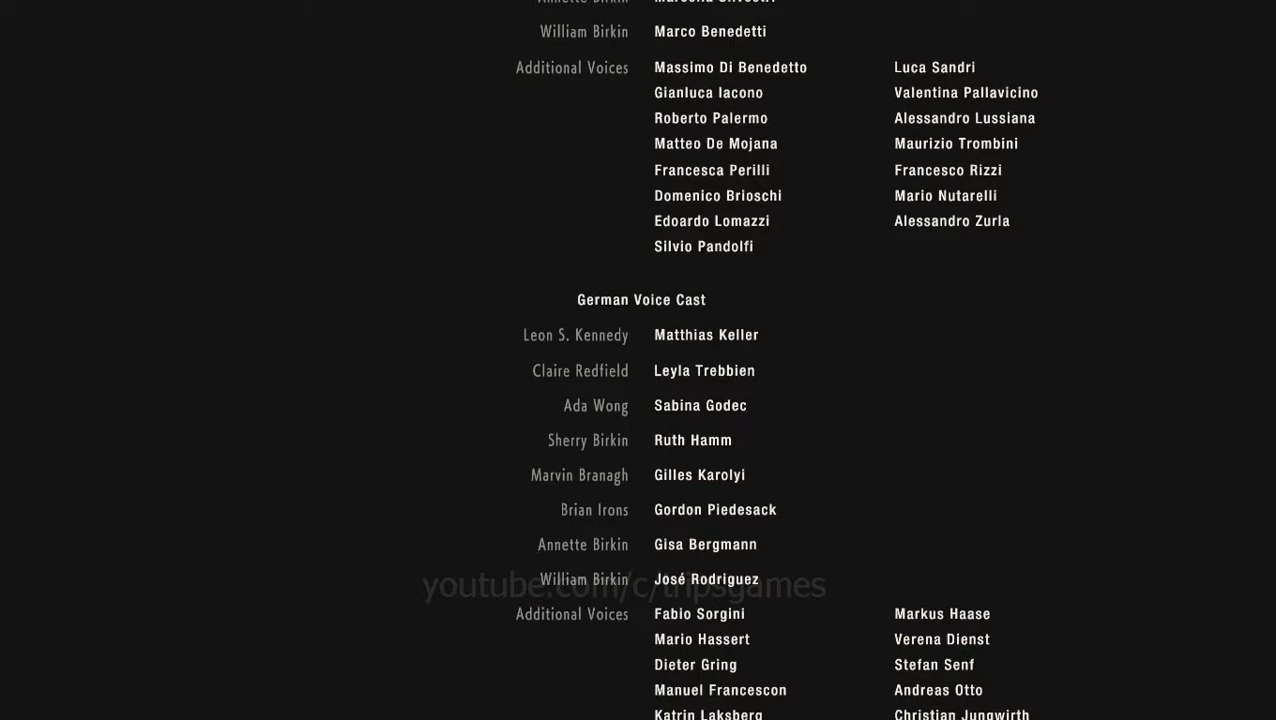 Annette Birkin Marcella Silvestri
William Birkin Marco Benedetti
Additional Voices Massimo Di Benedetto Luca Sandri
Gianluca Iacono Valentina Pallavicino
Roberto Palermo Alessandro Lussiana
Matteo De Mojana Maurizio Trombini
Francesca Perilli Francesco Rizzi
Domenico Brioschi Mario Nutarelli
Edoardo Lomazzi Alessandro Zurla
Silvio Pandolfi
German Voice Cast
Leon S. Kennedy Matthias Keller
Claire Redfield Leyla Trebbien
Ada Wong Sabina Godec
Sherry Birkin Ruth Hamm
Marvin Branagh Gilles Karolyi
Brian Irons Gordon Piedesack
Annette Birkin Gisa Bergmann
William Birkin José Rodriguez
youtube.com/c/tripsgames
Additional Voices Fabio Sorgini Markus Haase
Mario Hassert Verena Dienst
Dieter Gring Stefan Senf
Manuel Francescon Andreas Otto
Katrin Laksberg Christian Jungwirth